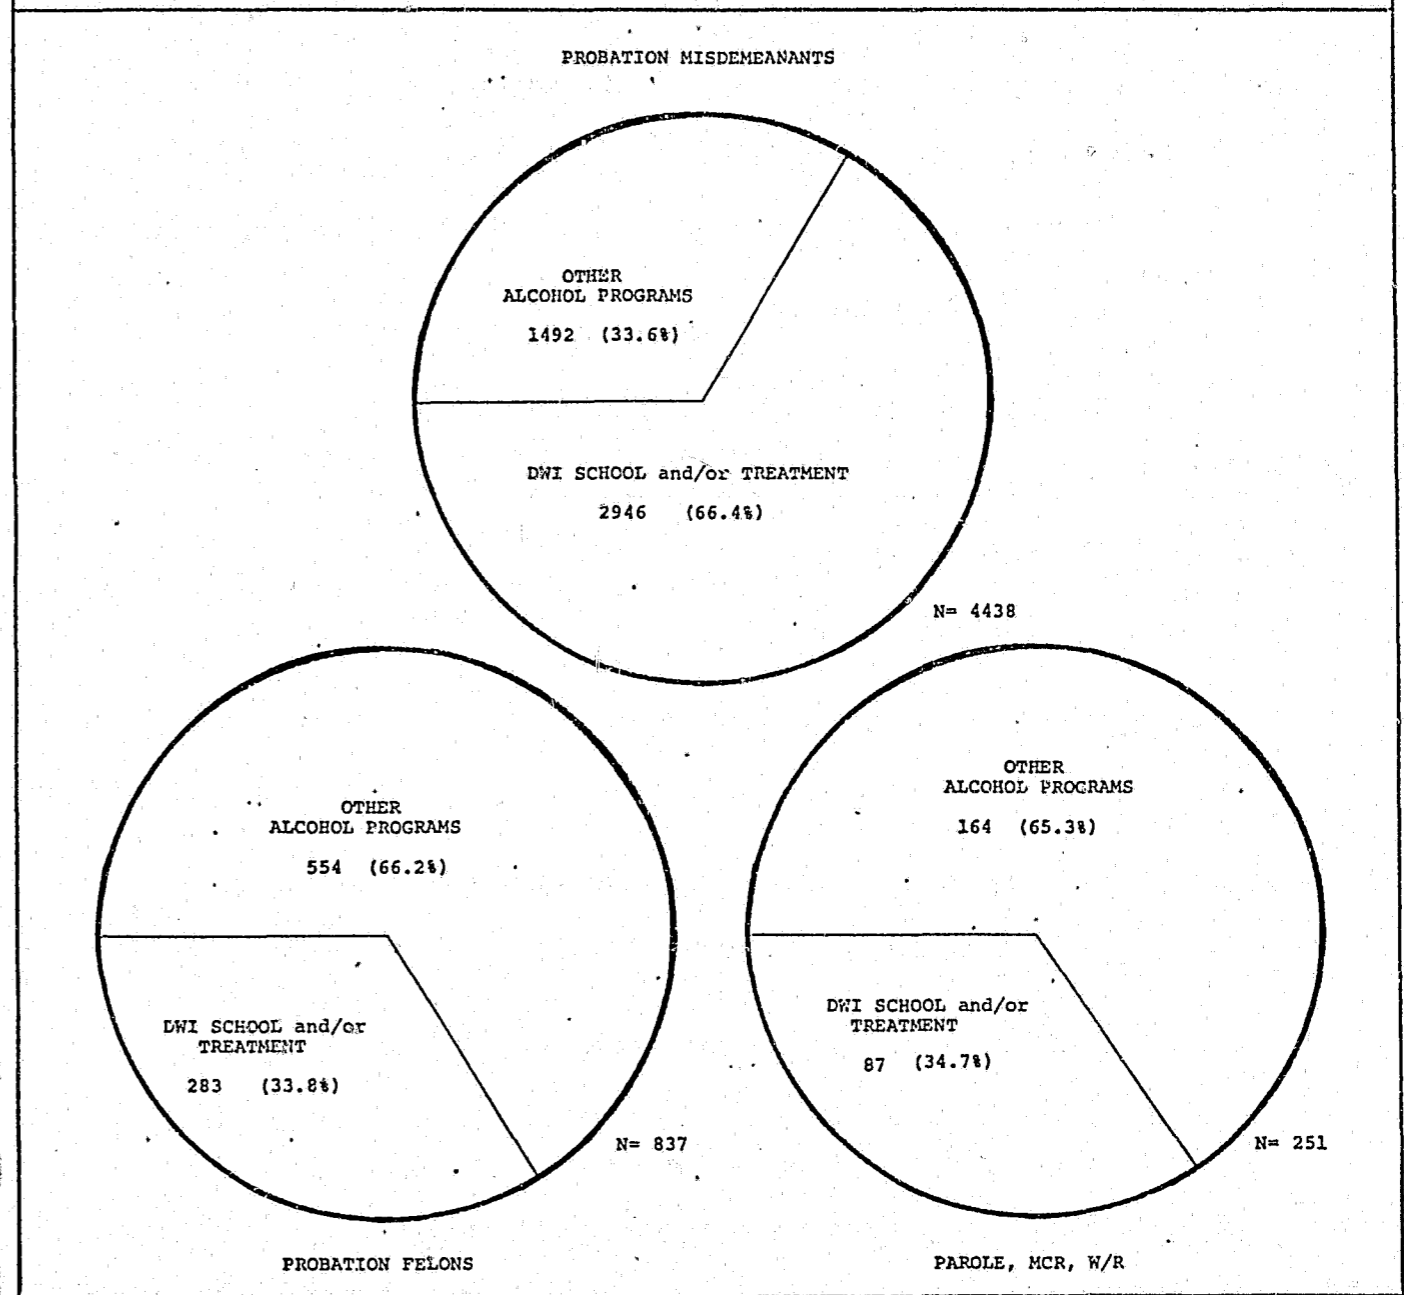 PROBATION MISDEMEANANTS
OTHER
ALCOHOL PROGRAMS
1492 (33.6%)
DWI SCHOOL and/or TREATMENT
2946 (66.4%)
N= 4438
OTHER
ALCOHOL PROGRAMS
554 (66.2%)
DWI SCHOOL and/or
TREATMENT
283 (33.8%)
N= 837
PROBATION FELONS
OTHER
ALCOHOL PROGRAMS
164 (65.3%)
DWI SCHOOL and/or
TREATMENT
87 (34.7%)
N= 251
PAROLE, MCR, W/R